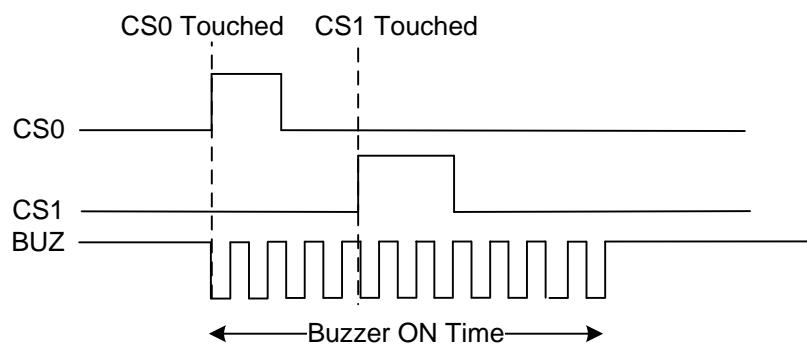 CS0 Touched
CS1 Touched
CS0
CS1
BUZ
Buzzer ON Time